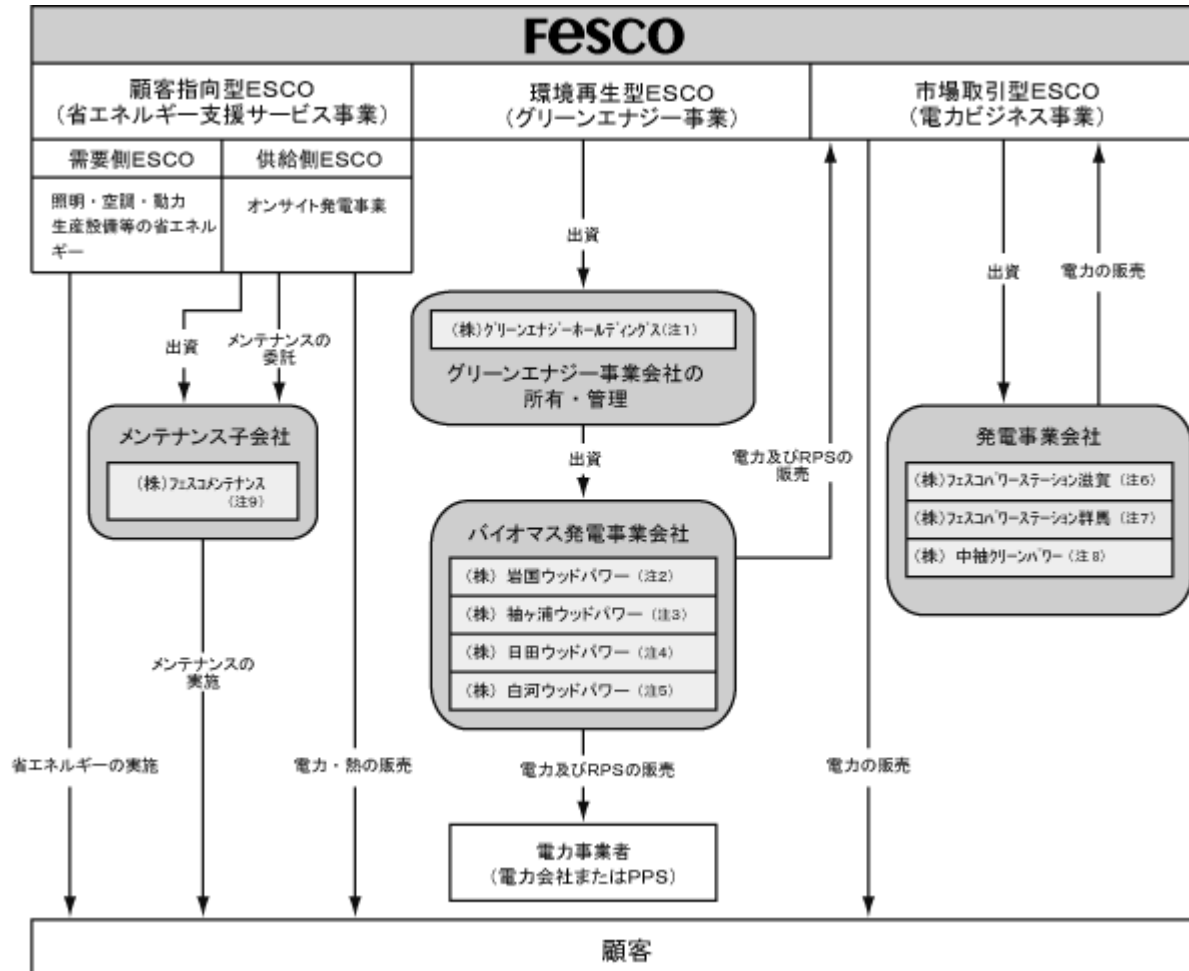 FESCO
顧客指向型ESCO
(省エネルギー支援サービス事業)
環境再生型ESCO
(グリーンエナジー事業)
市場取引型ESCO
(電力ビジネス事業)
需要側ESCO
供給側ESCO
照明・空調・動力
生産設備等の省エネル
ギー
オンサイト発電事業
出資
出資
電力の販売
(株)グリーンエナジーホールディングス(注1)
グリーンエナジー事業会社の
所有・管理
出資
メンテナンスの
委託
メンテナンス子会社
(株)フェスコメンテナンス
(注9)
出資
電力及びRPSの
販売
発電事業会社
(株)フェスコパワーステーション滋賀 (注6)
(株)フェスコパワーステーション群馬 (注7)
(株) 中袖クリーンパワー (注8)
バイオマス発電事業会社
(株) 岩国ウッドパワー (注2)
(株) 袖ヶ浦ウッドパワー (注3)
(株) 日田ウッドパワー (注4)
(株) 白河ウッドパワー (注5)
メンテナンスの
実施
省エネルギーの実施
電力・熱の販売
電力及びRPSの販売
電力の販売
電力事業者
(電力会社またはPPS)
顧客